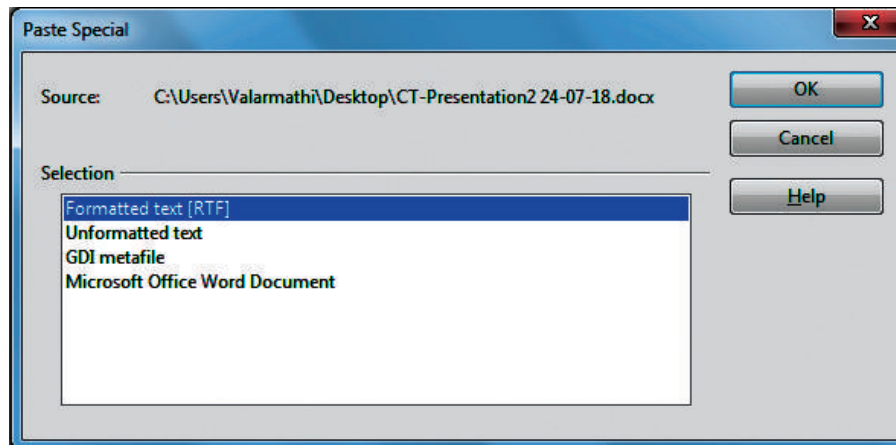 Paste Special
X
Source: C:\Users\Valarmathi\Desktop\CT-Presentation2 24-07-18.docx
OK
Cancel
Selection
Help
Formatted text [RTF]
Unformatted text
GDI metafile
Microsoft Office Word Document